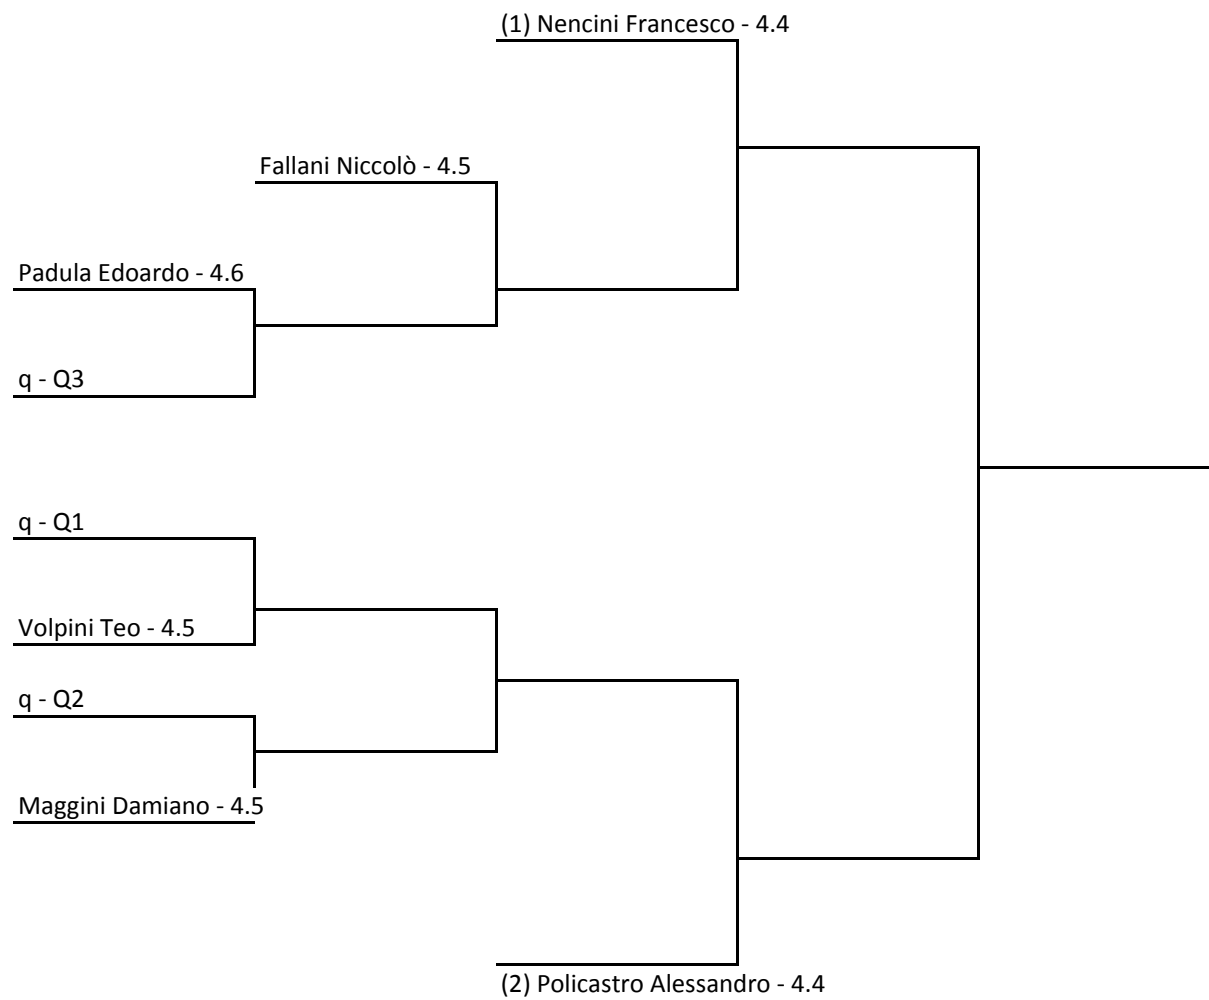 (1) Nencini Francesco - 4.4
Fallani Niccolò - 4.5
Padula Edoardo - 4.6
q - Q3
q - Q1
Volpini Teo - 4.5
q - Q2
Maggini Damiano - 4.5
(2) Policastro Alessandro - 4.4